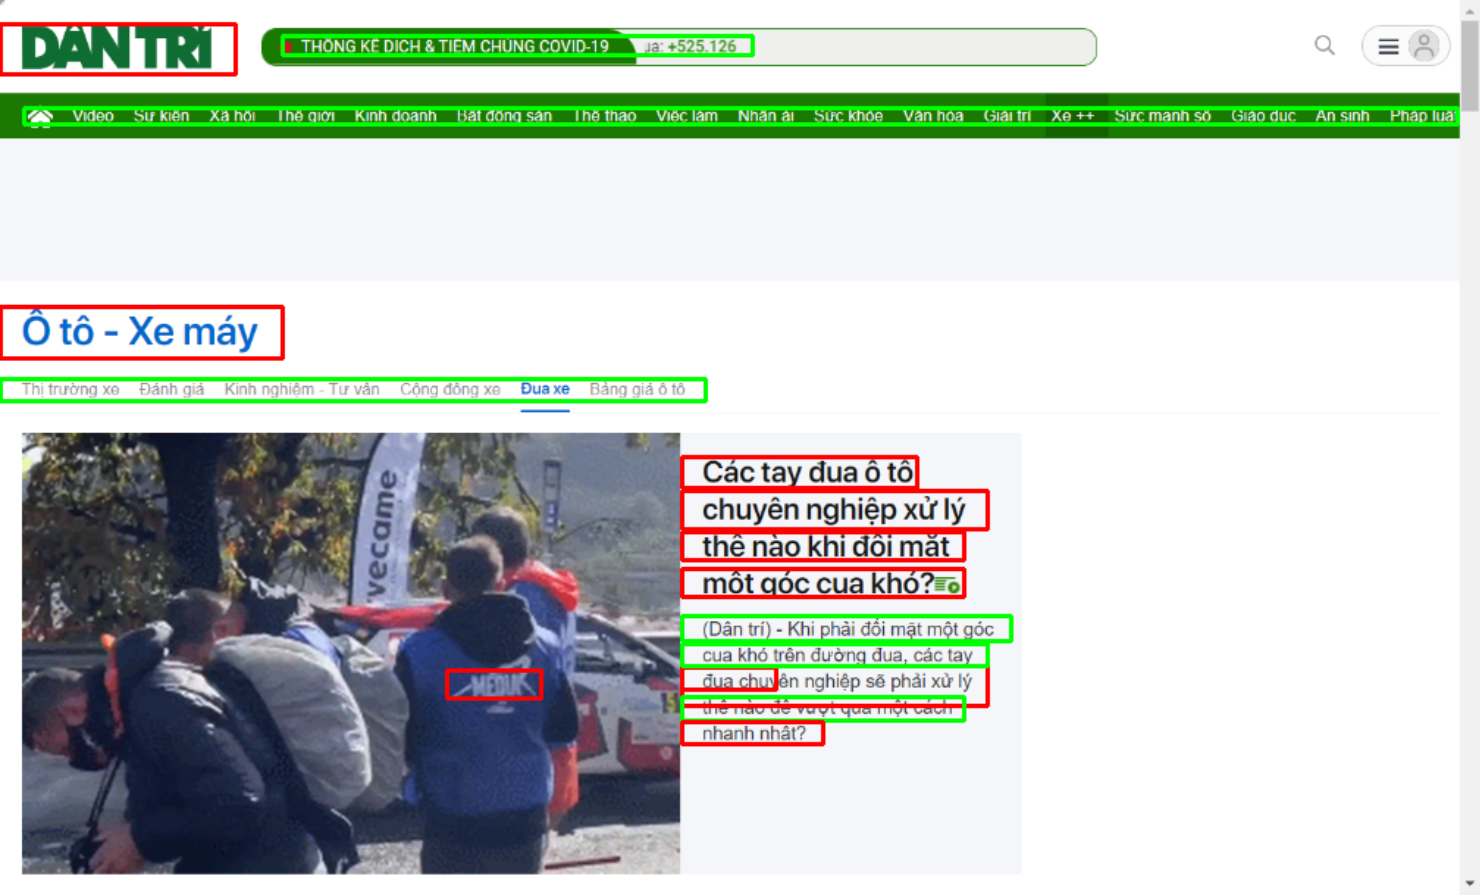 DÂN TRÍ
THỐNG KÊ DỊCH & TIÊM CHỦNG COVID-19 ua: +525.126
Video Sự kiện Xã hội Thế giới Kinh doanh Bất động sản Thể thao Việc làm Nhân ái Sức khỏe Văn hóa Giải trí Xe ++ Sức mạnh số Giáo dục An sinh Pháp luật
Ô tô - Xe máy
Thị trường xe Đánh giá Kinh nghiệm - Tư vấn Cộng đồng xe Đua xe Bảng giá ô tô
vecame
Các tay đua ô tô
chuyên nghiệp xử lý
thế nào khi đối mặt
một góc cua khó?
(Dân trí) - Khi phải đối mặt một góc
cua khó trên đường đua, các tay
đua chuyên nghiệp sẽ phải xử lý
thế nào để vượt qua một cách
nhanh nhất?